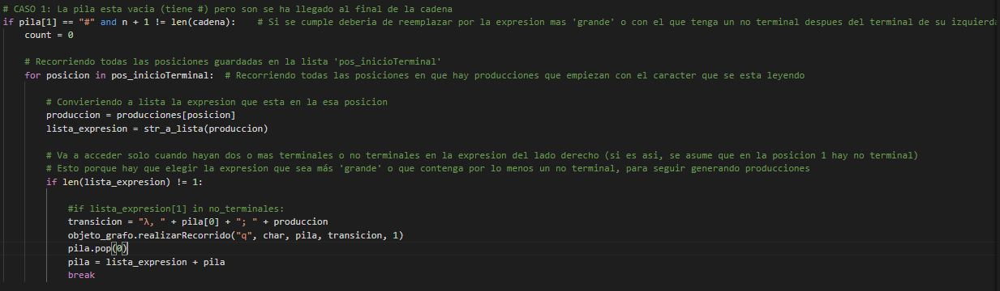 # CASO 1: La pila esta vacia (tiene #) pero son se ha llegado al final de la cadena
if pila[1] == "#" and n + 1 != len(cadena):    # Si se cumple deberia de reemplazar por la expresion mas 'grande' o con el que tenga un no terminal despues del terminal de su izquierda
    count = 0

    # Recorriendo todas las posiciones guardadas en la lista 'pos_inicioTerminal'
    for posicion in pos_inicioTerminal:  # Recorriendo todas las posiciones en que hay producciones que empiezan con el caracter que se esta leyendo

        # Convieriendo a lista la expresion que esta en la esa posicion
        produccion = producciones[posicion]
        lista_expresion = str_a_lista(produccion)

        # Va a acceder solo cuando hayan dos o mas terminales o no terminales en la expresion del lado derecho (si es asi, se asume que en la posicion 1 hay no terminal)
        # Esto porque hay que elegir la expresion que sea más 'grande' o que contenga por lo menos un no terminal, para seguir generando producciones
        if len(lista_expresion) != 1:

            #if lista_expresion[1] in no_terminales:
            transicion = "λ, " + pila[0] + "; " + produccion
            objeto_grafo.realizarRecorrido("q", char, pila, transicion, 1)
            pila.pop(0)
            pila = lista_expresion + pila
            break